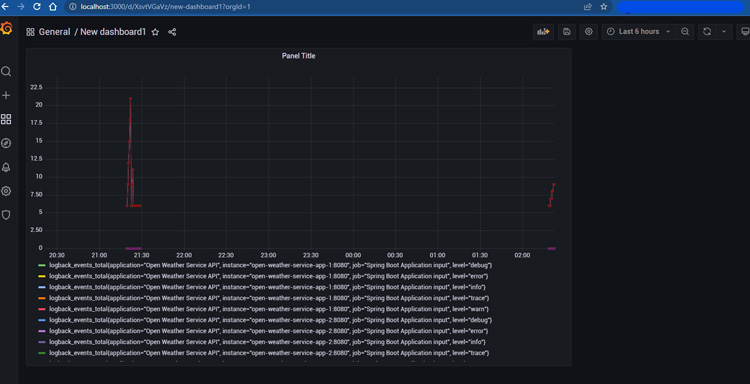 localhost:3000/d/XsvtVGaVz/new-dashboard1?orgId=1
General / New dashboard1
Last 6 hours
Panel Title
22.5
20
17.5
15
12.5
10
7.50
5
2.50
0
20:30 21:00 21:30 22:00 22:30 23:00 23:30 00:00 00:30 01:00 01:30 02:00
logback_events_total{application="Open Weather Service API", instance="open-weather-service-app-1:8080", job="Spring Boot Application input", level="debug"}
logback_events_total{application="Open Weather Service API", instance="open-weather-service-app-1:8080", job="Spring Boot Application input", level="error"}
logback_events_total{application="Open Weather Service API", instance="open-weather-service-app-1:8080", job="Spring Boot Application input", level="info"}
logback_events_total{application="Open Weather Service API", instance="open-weather-service-app-1:8080", job="Spring Boot Application input", level="trace"}
logback_events_total{application="Open Weather Service API", instance="open-weather-service-app-1:8080", job="Spring Boot Application input", level="warn"}
logback_events_total{application="Open Weather Service API", instance="open-weather-service-app-2:8080", job="Spring Boot Application input", level="debug"}
logback_events_total{application="Open Weather Service API", instance="open-weather-service-app-2:8080", job="Spring Boot Application input", level="error"}
logback_events_total{application="Open Weather Service API", instance="open-weather-service-app-2:8080", job="Spring Boot Application input", level="info"}
logback_events_total{application="Open Weather Service API", instance="open-weather-service-app-2:8080", job="Spring Boot Application input", level="trace"}